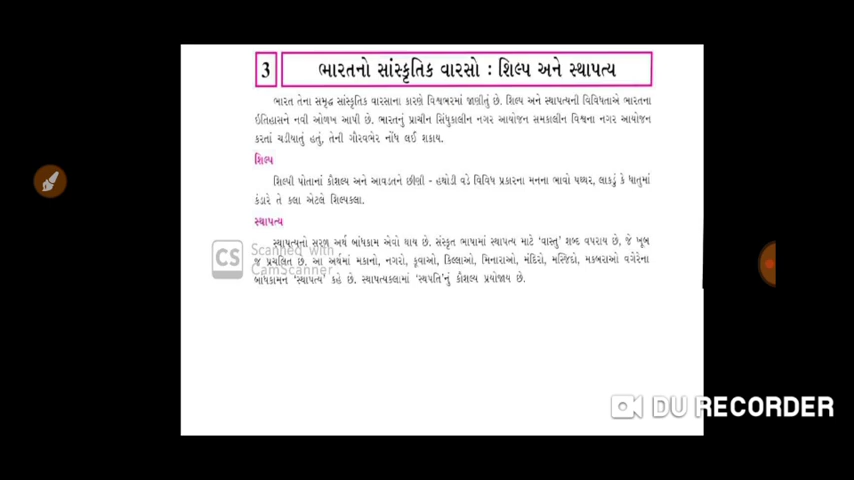 3
ભારતનો સાંસ્કૃતિક વારસો : શિલ્પ અને સ્થાપત્ય
ભારત તેના સમૃદ્ધ સાંસ્કૃતિક વારસાના કારણે વિશ્વભરમાં જાણીતું છે. શિલ્પ અને સ્થાપત્યની વિવિધતાએ ભારતના
ઇતિહાસને નવી ઓળખ આપી છે. ભારતનું પ્રાચીન સિંધુકાલીન નગર આયોજન સમકાલીન વિશ્વના નગર આયોજન
કરતાં ચડીયાતું હતું, તેની ગૌરવભેર નોંધ લઈ શકાય.
શિલ્પ
શિલ્પી પોતાનાં કૌશલ્ય અને આવડતને છીણી - હથોડી વડે વિવિધ પ્રકારના મનના ભાવો પથ્થર, લાકડું કે ધાતુમાં
કંડારે તે કલા એટલે શિલ્પકલા.
સ્થાપત્ય
સ્થાપત્યનો સરળ અર્થ બાંધકામ એવો થાય છે. સંસ્કૃત ભાષામાં સ્થાપત્ય માટે 'વાસ્તુ' શબ્દ વપરાય છે, જે ખૂબ
જ પ્રચલિત છે. આ અર્થમાં મકાનો, નગરો, કૂવાઓ, કિલ્લાઓ, મિનારાઓ, મંદિરો, મસ્જિદો, મકબરાઓ વગેરેના
બાંધકામને 'સ્થાપત્ય' કહે છે. સ્થાપત્યકલામાં 'સ્થપતિ'નું કૌશલ્ય પ્રયોજાય છે.
CS
Scanned with
CamScanner
DU RECORDER